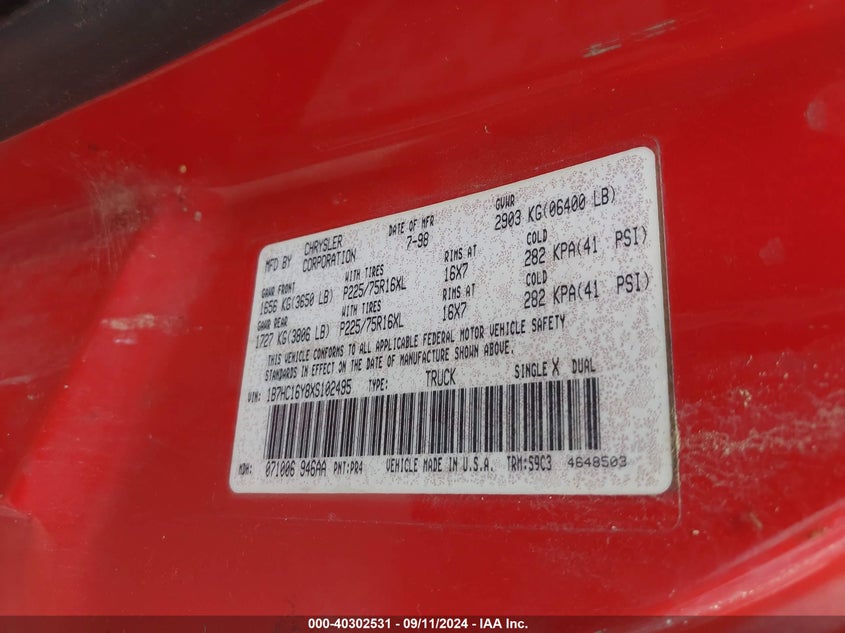 MFD BY CHRYSLER CORPORATION DATE OF MFR 7-98 GVWR 2903 KG(06400 LB)
GAWR FRONT WITH TIRES RIMS AT COLD
1656 KG(3650 LB) P225/75R16XL 16X7 282 KPA(41 PSI)
GAWR REAR WITH TIRES RIMS AT COLD
1727 KG(3806 LB) P225/75R16XL 16X7 282 KPA(41 PSI)
THIS VEHICLE CONFORMS TO ALL APPLICABLE FEDERAL MOTOR VEHICLE SAFETY
STANDARDS IN EFFECT ON THE DATE OF MANUFACTURE SHOWN ABOVE.
VIN: 1B7HC16Y8XS102495 TYPE: TRUCK SINGLE X DUAL
MDH: 071006 946AA PNT:PR4 VEHICLE MADE IN U.S.A. TRM:S9C3 4648503
000-40302531 - 09/11/2024 - IAA Inc.